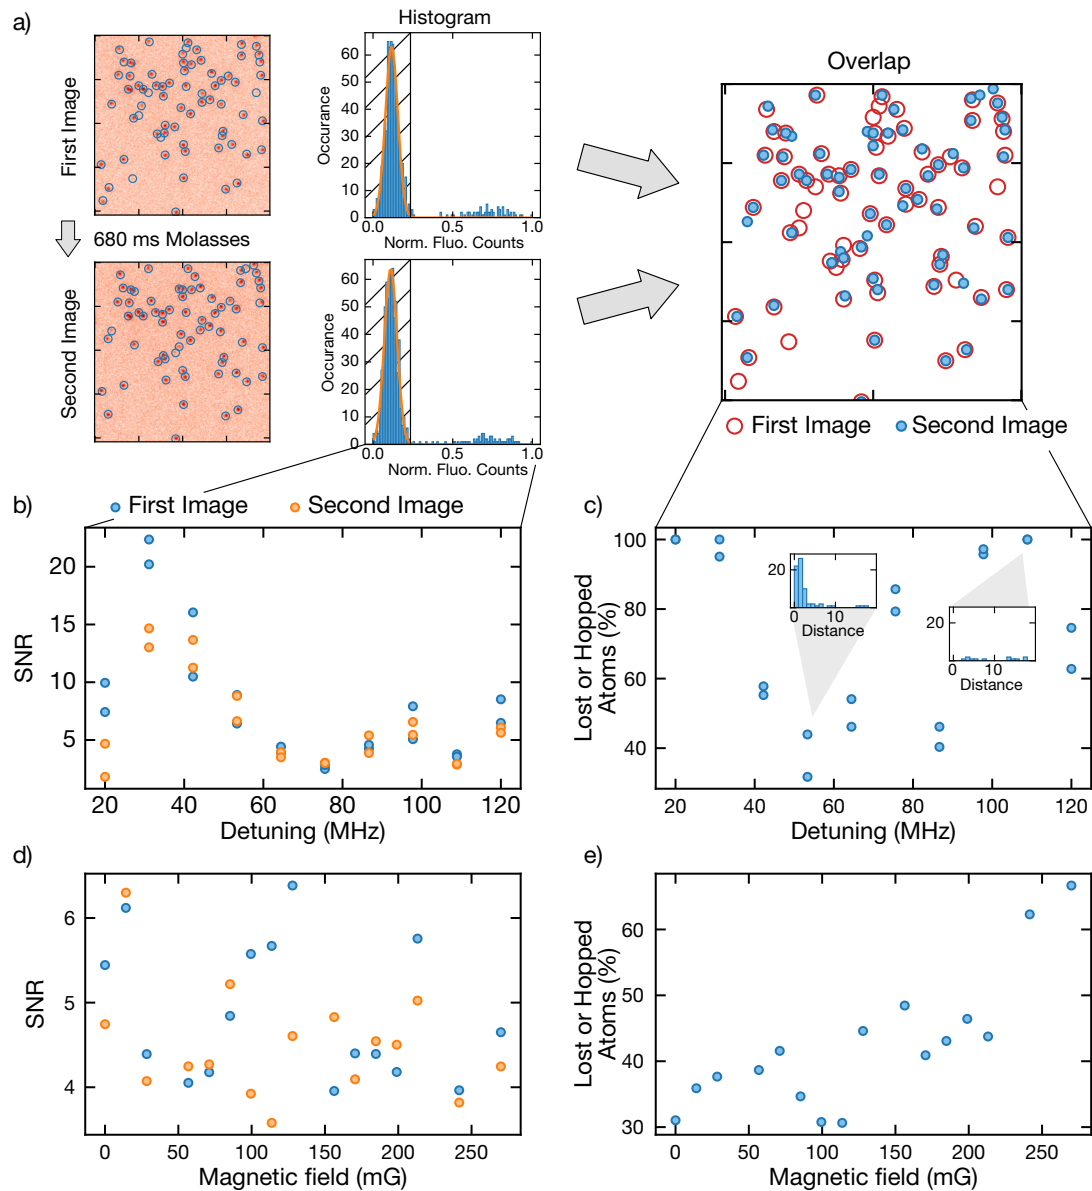 a)
Histogram
First Image
Occurance
60
50
40
30
20
10
0
0.0
0.5
1.0
Norm. Fluo. Counts
680 ms Molasses
Second Image
Occurance
60
50
40
30
20
10
0
0.0
0.5
1.0
Norm. Fluo. Counts
Overlap
First Image
Second Image
b)
First Image
Second Image
SNR
20
15
10
5
20
40
60
80
100
120
Detuning (MHz)
c)
Lost or Hopped
Atoms (%)
100
80
60
40
20
0
10
Distance
20
0
10
Distance
20
40
60
80
100
120
Detuning (MHz)
d)
SNR
6
5
4
0
50
100
150
200
250
Magnetic field (mG)
e)
Lost or Hopped
Atoms (%)
60
50
40
30
0
50
100
150
200
250
Magnetic field (mG)